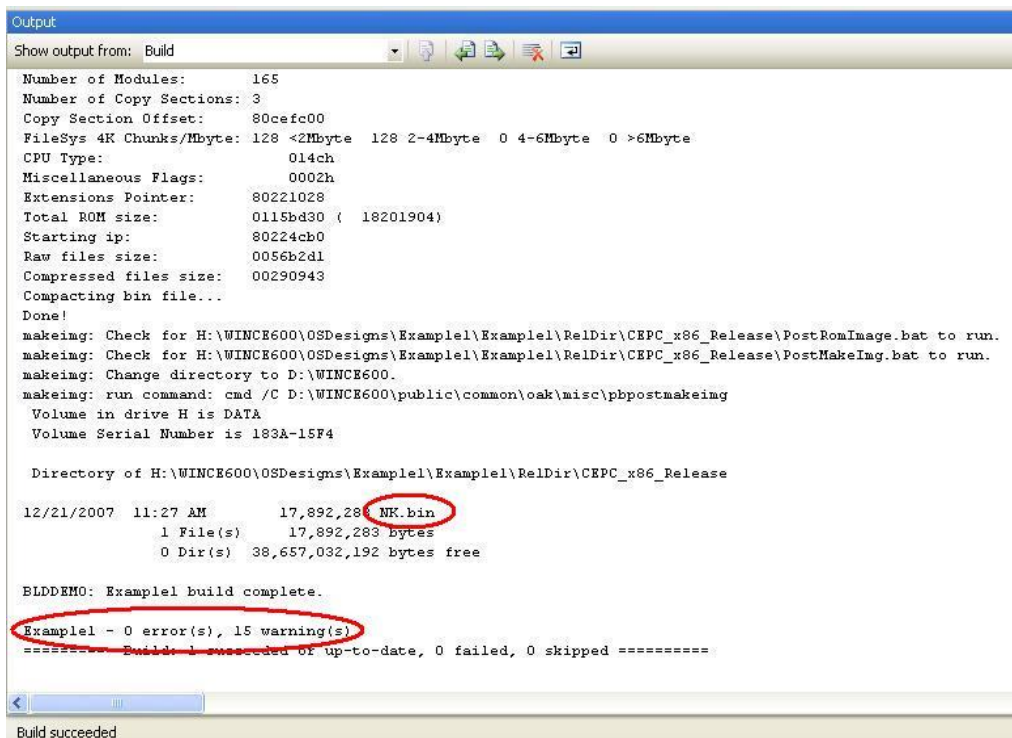 Output
Show output from: Build
Number of Modules: 165
Number of Copy Sections: 3
Copy Section Offset: 80cefc00
FileSys 4K Chunks/Mbyte: 128 <2Mbyte 128 2-4Mbyte 0 4-6Mbyte 0 >6Mbyte
CPU Type: 014ch
Miscellaneous Flags: 0002h
Extensions Pointer: 80221028
Total ROM size: 0115bd30 ( 18201904)
Starting ip: 80224cb0
Raw files size: 0056b2d1
Compressed files size: 00290943
Compacting bin file...
Done!
makeimg: Check for H:\WINCE600\OSDesigns\Example1\Example1\RelDir\CEPC_x86_Release\PostRomImage.bat to run.
makeimg: Check for H:\WINCE600\OSDesigns\Example1\Example1\RelDir\CEPC_x86_Release\PostMakeImg.bat to run.
makeimg: Change directory to D:\WINCE600.
makeimg: run command: cmd /C D:\WINCE600\public\common\oak\misc\pbpostmakeimg
Volume in drive H is DATA
Volume Serial Number is 183A-15F4
Directory of H:\WINCE600\OSDesigns\Example1\Example1\RelDir\CEPC_x86_Release
12/21/2007 11:27 AM 17,892,283 NK.bin
1 File(s) 17,892,283 bytes
0 Dir(s) 38,657,032,192 bytes free
BLDDEMO: Example1 build complete.
Example1 - 0 error(s), 15 warning(s)
========== Build: 1 succeeded or up-to-date, 0 failed, 0 skipped ==========
Build succeeded